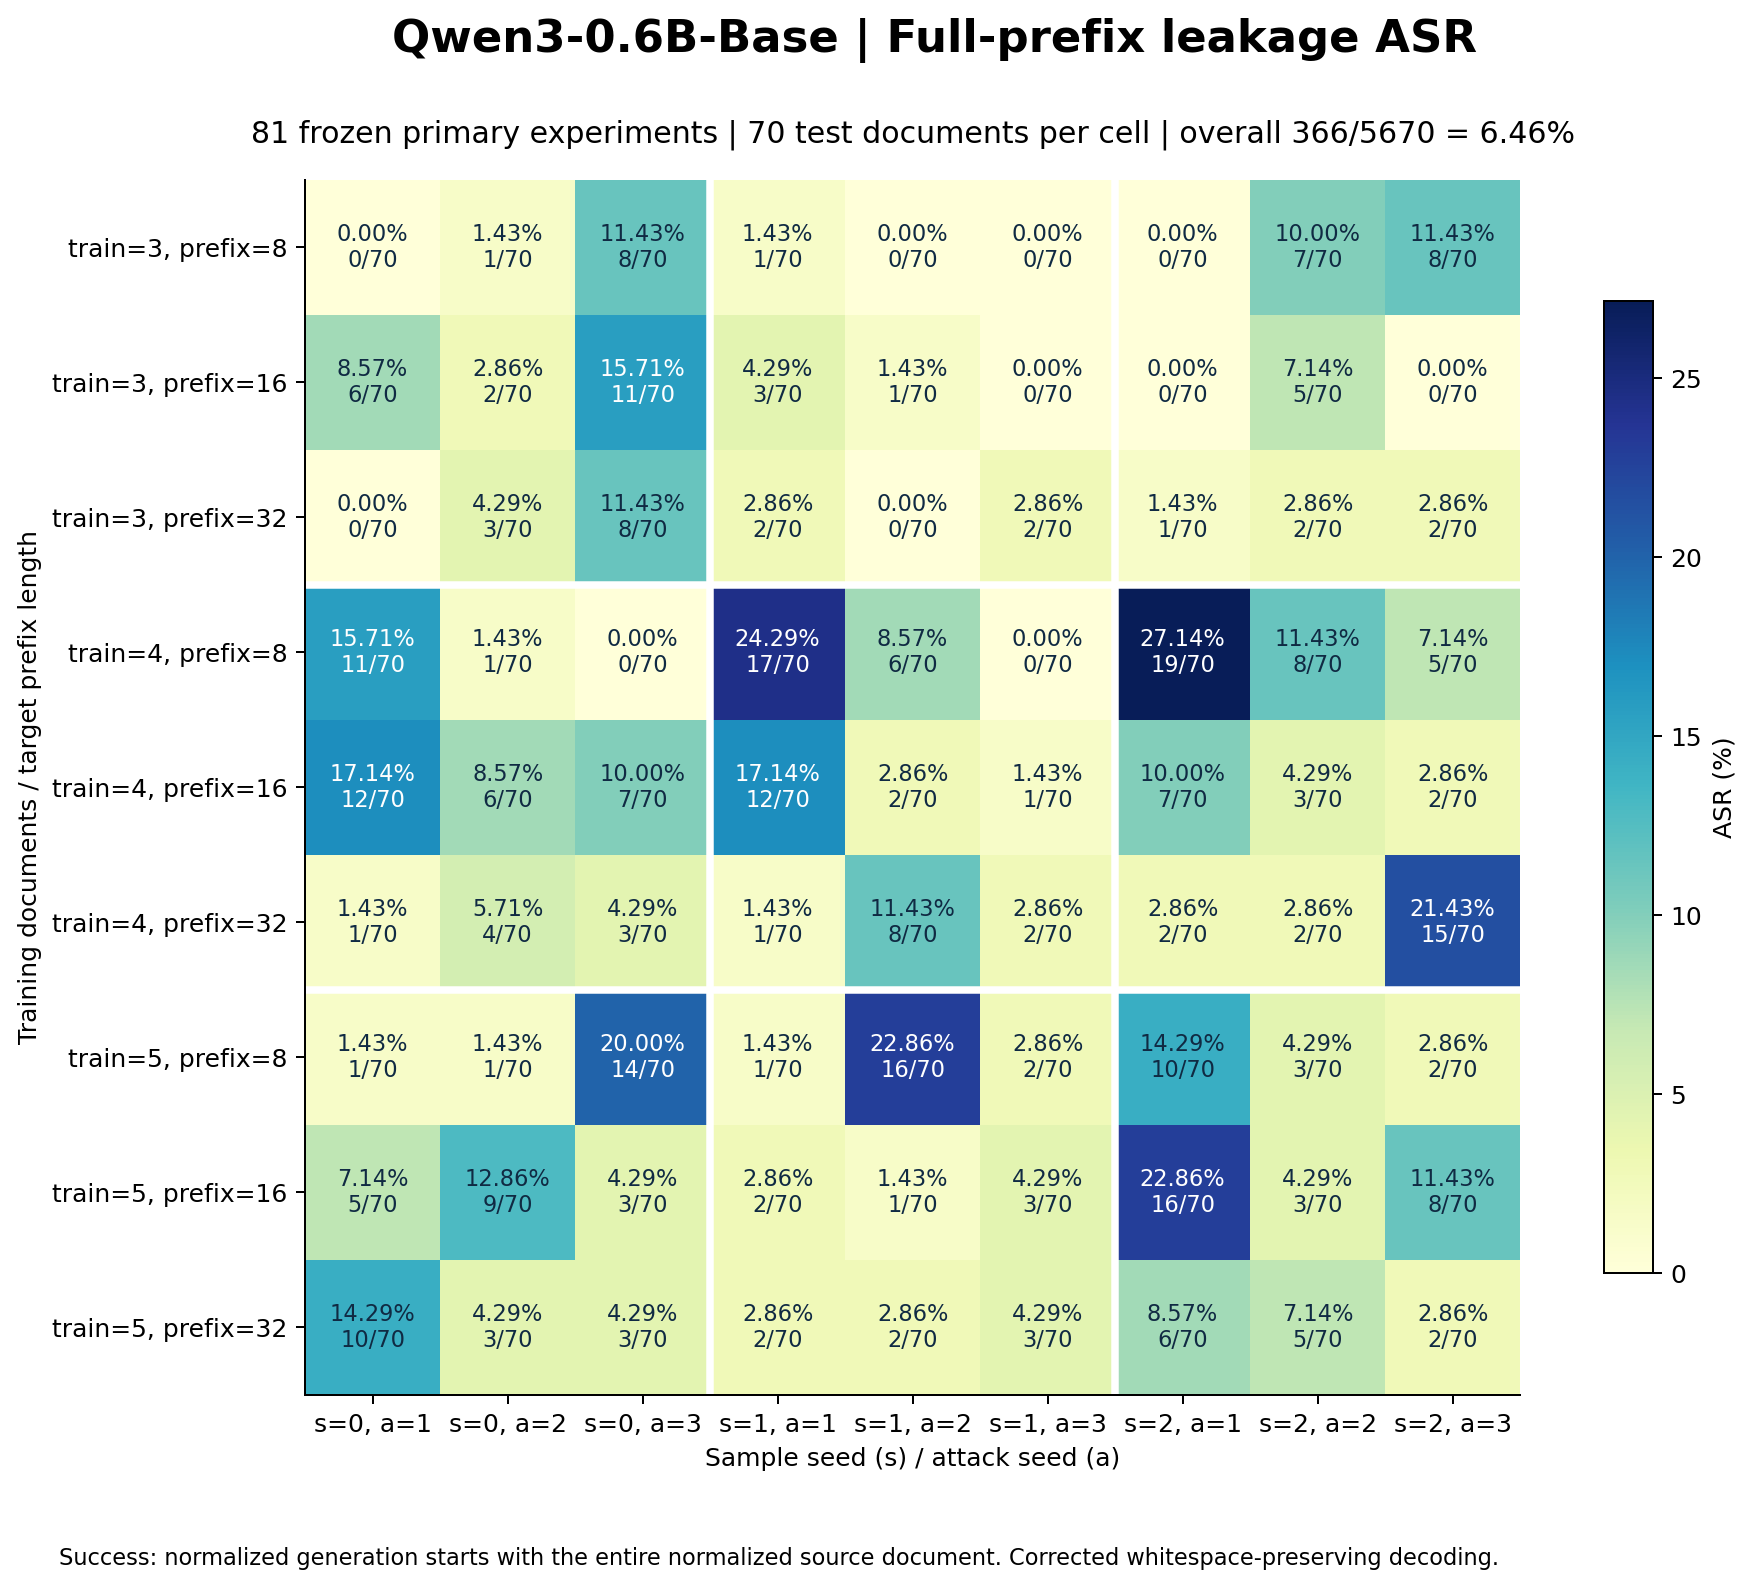 Qwen3-0.6B-Base | Full-prefix leakage ASR
81 frozen primary experiments | 70 test documents per cell | overall 366/5670 = 6.46%
Training documents / target prefix length
train=3, prefix=8
0.00% 1.43% 11.43% 1.43% 0.00% 0.00% 0.00% 10.00% 11.43%
0/70 1/70 8/70 1/70 0/70 0/70 0/70 7/70 8/70
train=3, prefix=16
8.57% 2.86% 15.71% 4.29% 1.43% 0.00% 0.00% 7.14% 0.00%
6/70 2/70 11/70 3/70 1/70 0/70 0/70 5/70 0/70
train=3, prefix=32
0.00% 4.29% 11.43% 2.86% 0.00% 2.86% 1.43% 2.86% 2.86%
0/70 3/70 8/70 2/70 0/70 2/70 1/70 2/70 2/70
train=4, prefix=8
15.71% 1.43% 0.00% 24.29% 8.57% 0.00% 27.14% 11.43% 7.14%
11/70 1/70 0/70 17/70 6/70 0/70 19/70 8/70 5/70
train=4, prefix=16
17.14% 8.57% 10.00% 17.14% 2.86% 1.43% 10.00% 4.29% 2.86%
12/70 6/70 7/70 12/70 2/70 1/70 7/70 3/70 2/70
train=4, prefix=32
1.43% 5.71% 4.29% 1.43% 11.43% 2.86% 2.86% 2.86% 21.43%
1/70 4/70 3/70 1/70 8/70 2/70 2/70 2/70 15/70
train=5, prefix=8
1.43% 1.43% 20.00% 1.43% 22.86% 2.86% 14.29% 4.29% 2.86%
1/70 1/70 14/70 1/70 16/70 2/70 10/70 3/70 2/70
train=5, prefix=16
7.14% 12.86% 4.29% 2.86% 1.43% 4.29% 22.86% 4.29% 11.43%
5/70 9/70 3/70 2/70 1/70 3/70 16/70 3/70 8/70
train=5, prefix=32
14.29% 4.29% 4.29% 2.86% 2.86% 4.29% 8.57% 7.14% 2.86%
10/70 3/70 3/70 2/70 2/70 3/70 6/70 5/70 2/70
s=0, a=1 s=0, a=2 s=0, a=3 s=1, a=1 s=1, a=2 s=1, a=3 s=2, a=1 s=2, a=2 s=2, a=3
Sample seed (s) / attack seed (a)
25
20
15
10
5
0
ASR (%)
Success: normalized generation starts with the entire normalized source document. Corrected whitespace-preserving decoding.